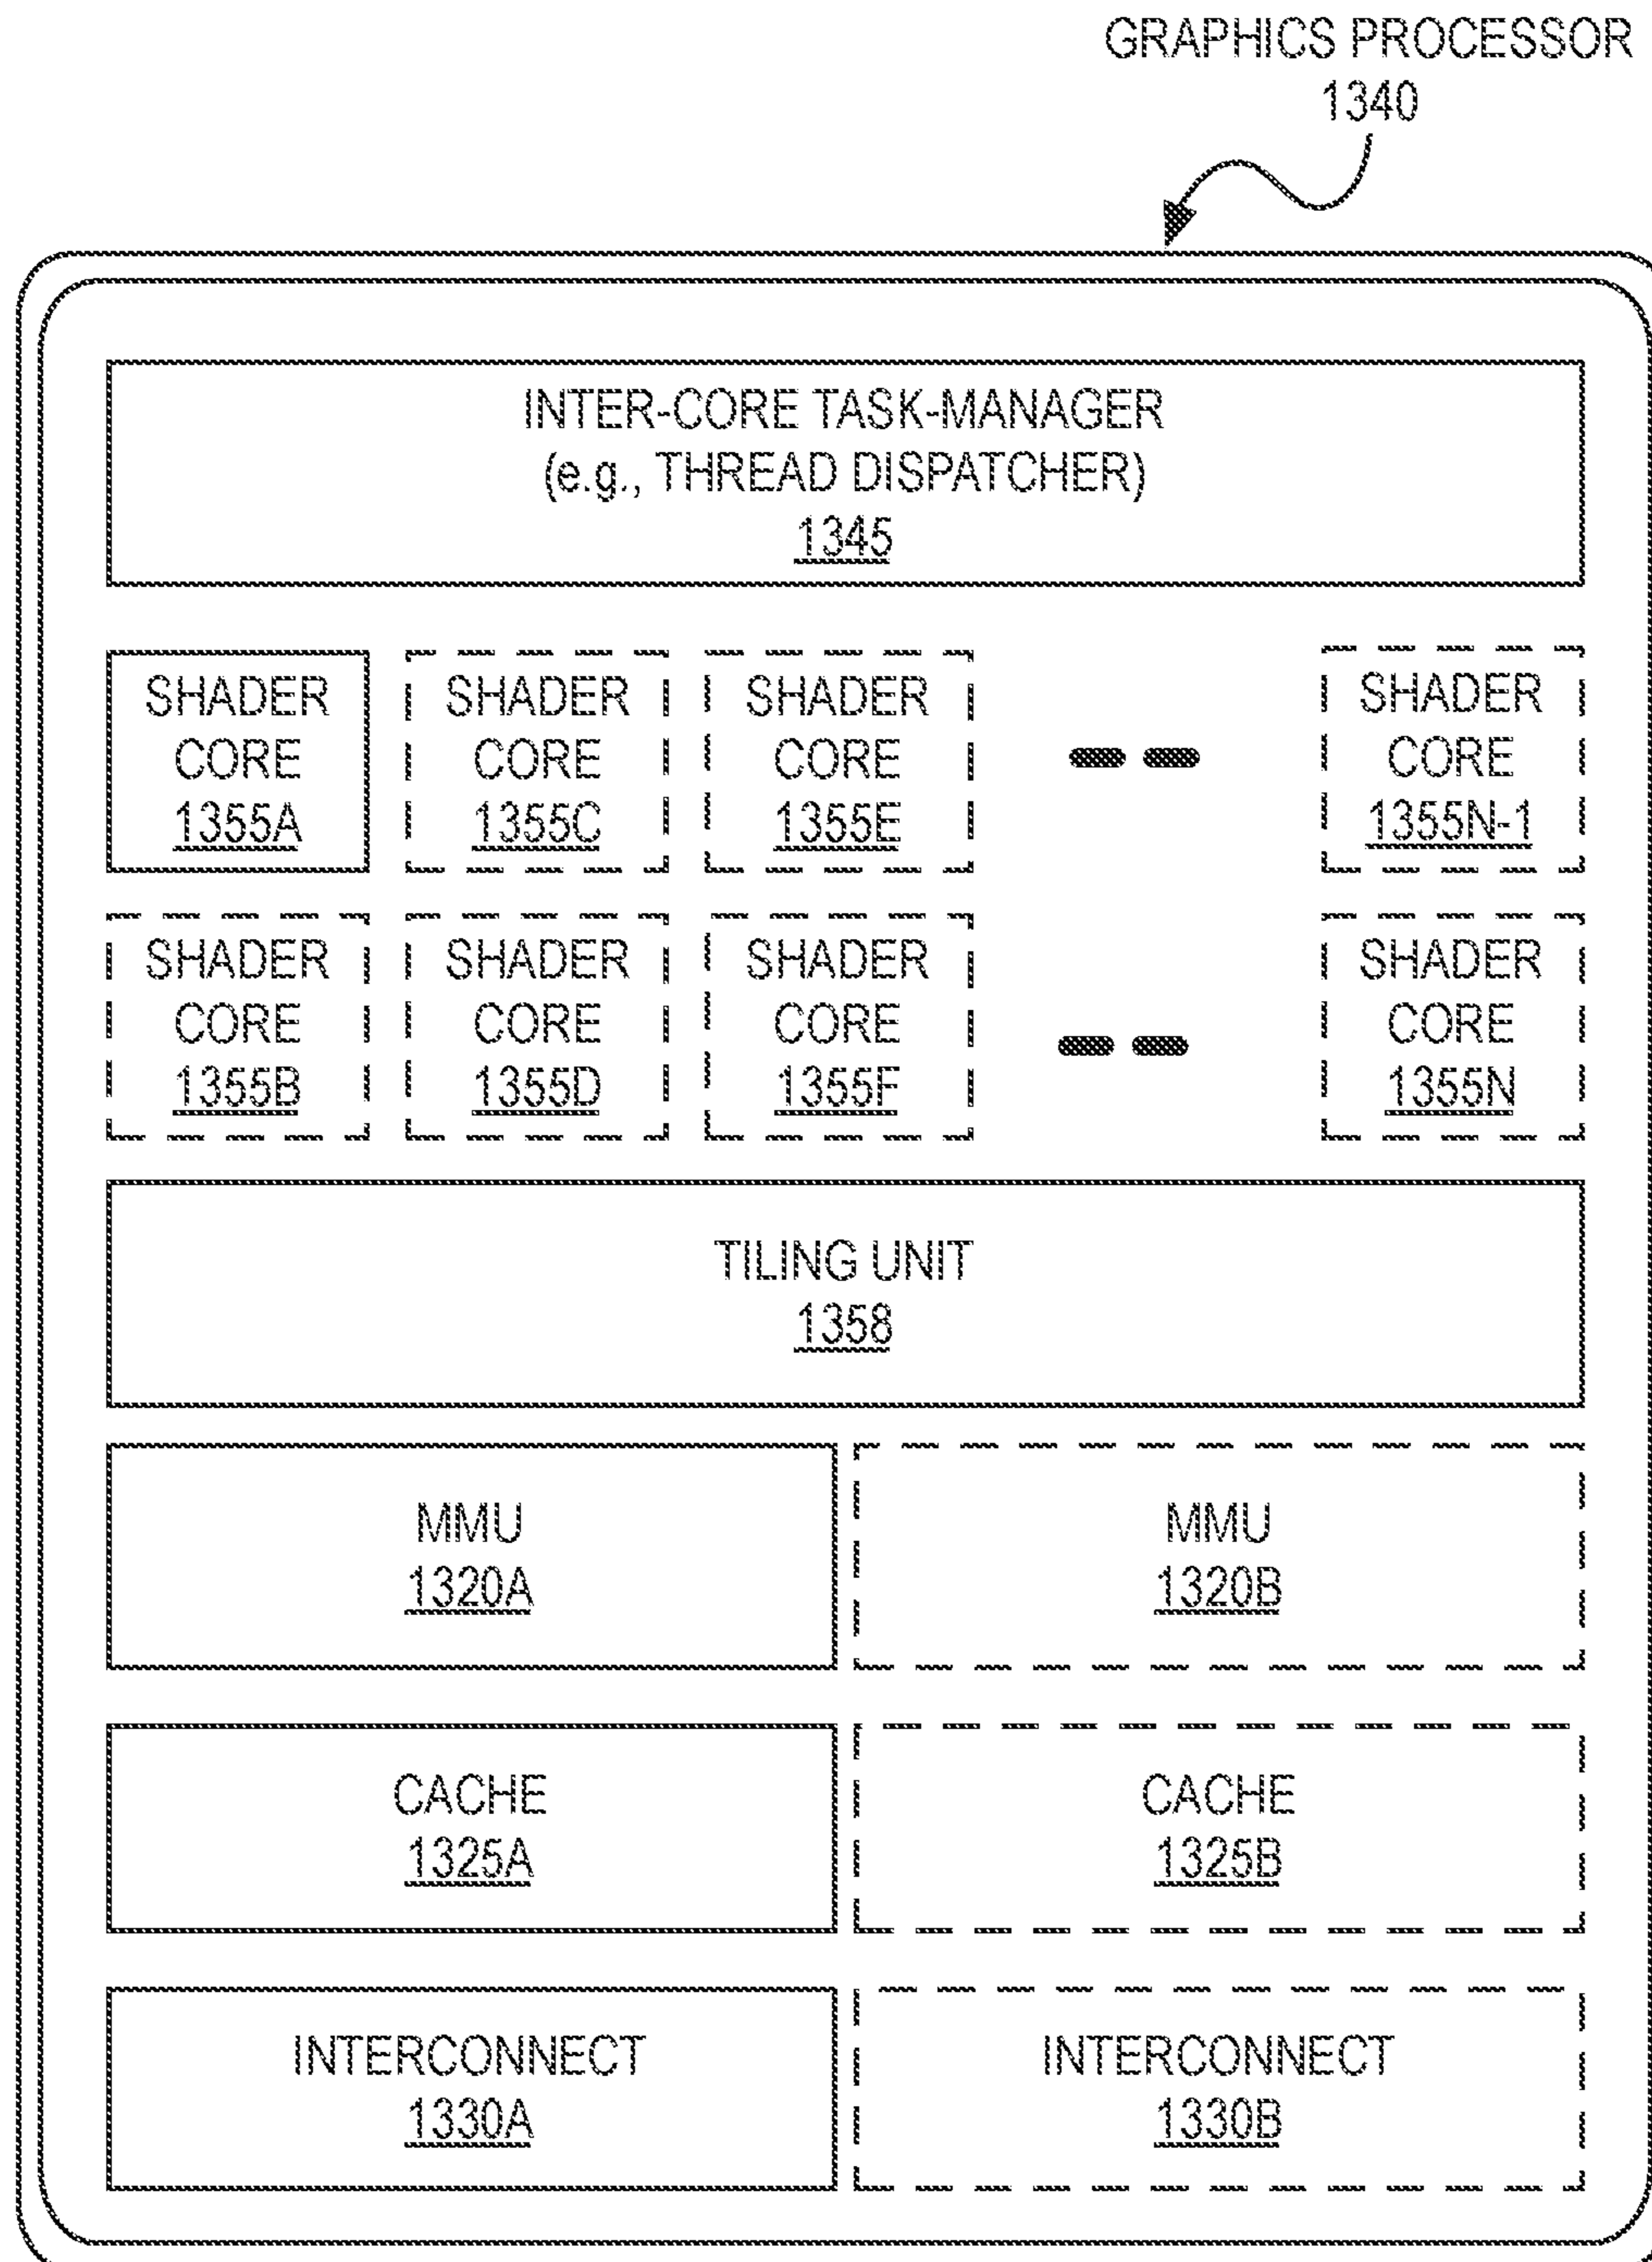 GRAPHICS PROCESSOR
1340
INTER-CORE TASK-MANAGER
(e.g., THREAD DISPATCHER)
1345
SHADER
CORE
1355A
SHADER
CORE
1355C
SHADER
CORE
1355E
SHADER
CORE
1355N-1
SHADER
CORE
1355B
SHADER
CORE
1355D
SHADER
CORE
1355F
SHADER
CORE
1355N
TILING UNIT
1358
MMU
1320A
MMU
1320B
CACHE
1325A
CACHE
1325B
INTERCONNECT
1330A
INTERCONNECT
1330B